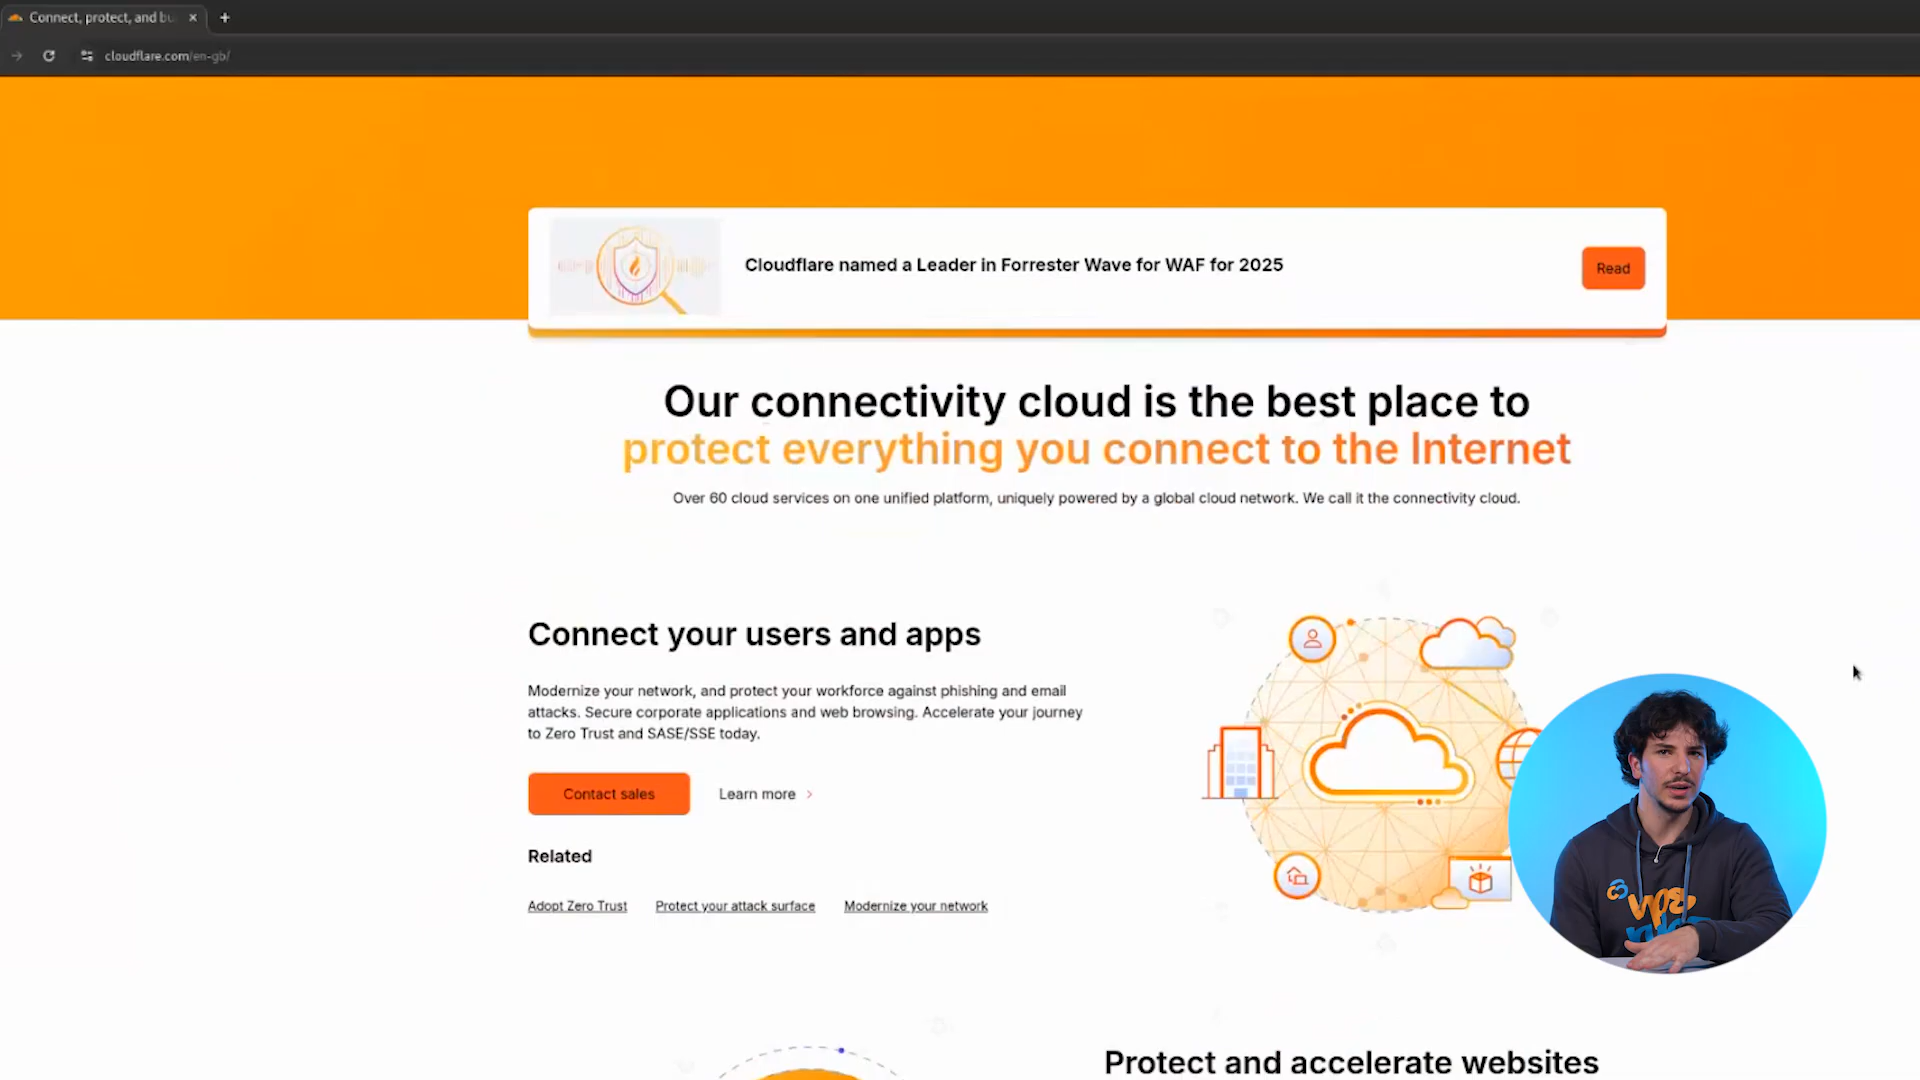 Connect, protect, and bu
cloudflare.com/en-gb/
Cloudflare named a Leader in Forrester Wave for WAF for 2025
Read
Our connectivity cloud is the best place to
protect everything you connect to the Internet
Over 60 cloud services on one unified platform, uniquely powered by a global cloud network. We call it the connectivity cloud.
Connect your users and apps
Modernize your network, and protect your workforce against phishing and email
attacks. Secure corporate applications and web browsing. Accelerate your journey
to Zero Trust and SASE/SSE today.
Contact sales
Learn more
Related
Adopt Zero Trust
Protect your attack surface
Modernize your network
Protect and accelerate websites